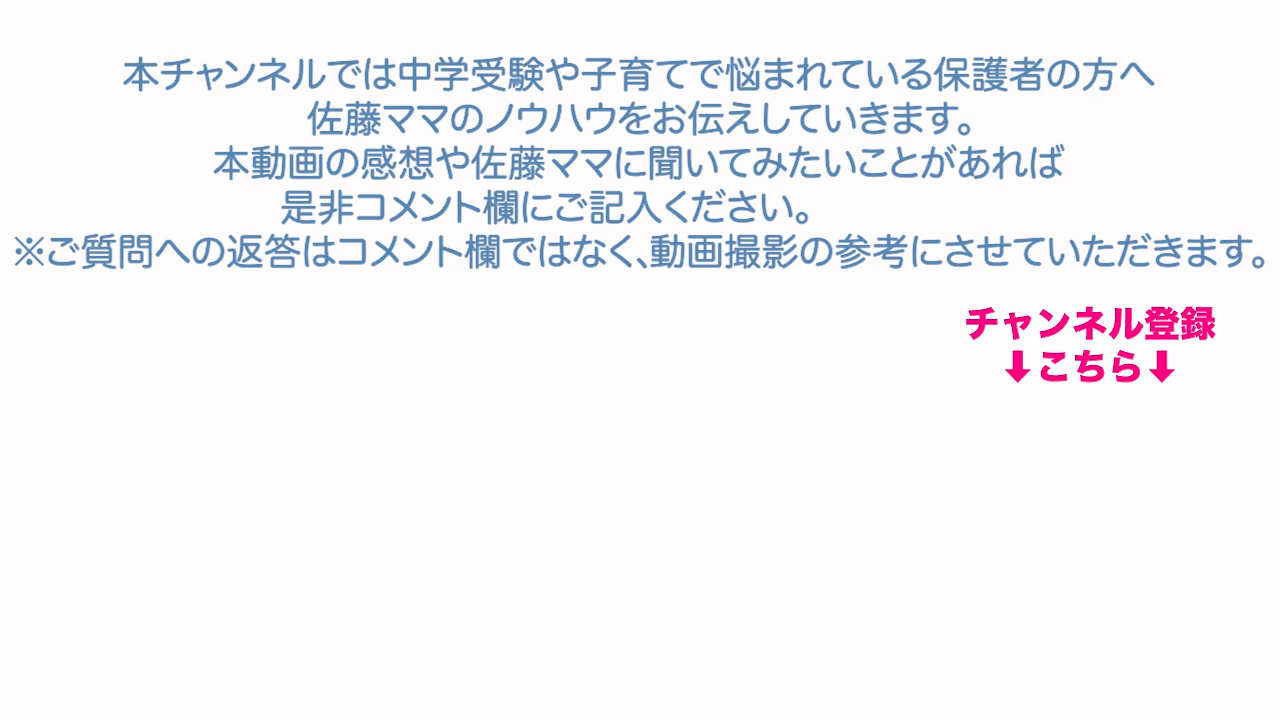 本チャンネルでは中学受験や子育てで悩まれている保護者の方へ
佐藤ママのノウハウをお伝えしていきます。
本動画の感想や佐藤ママに聞いてみたいことがあれば
是非コメント欄にご記入ください。
※ご質問への返答はコメント欄ではなく、動画撮影の参考にさせていただきます。
チャンネル登録
⬇こちら⬇